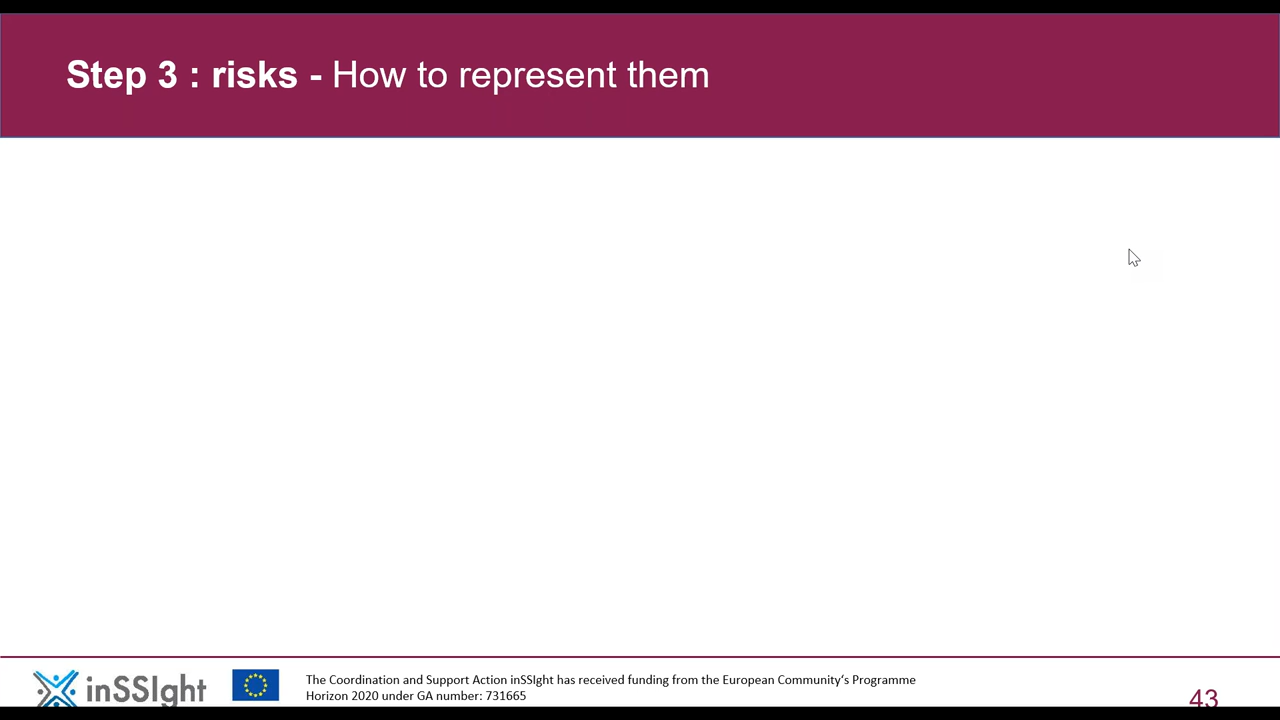 Step 3 : risks - How to represent them
inSSIght
The Coordination and Support Action inSSIght has received funding from the European Community‘s Programme
Horizon 2020 under GA number: 731665
43